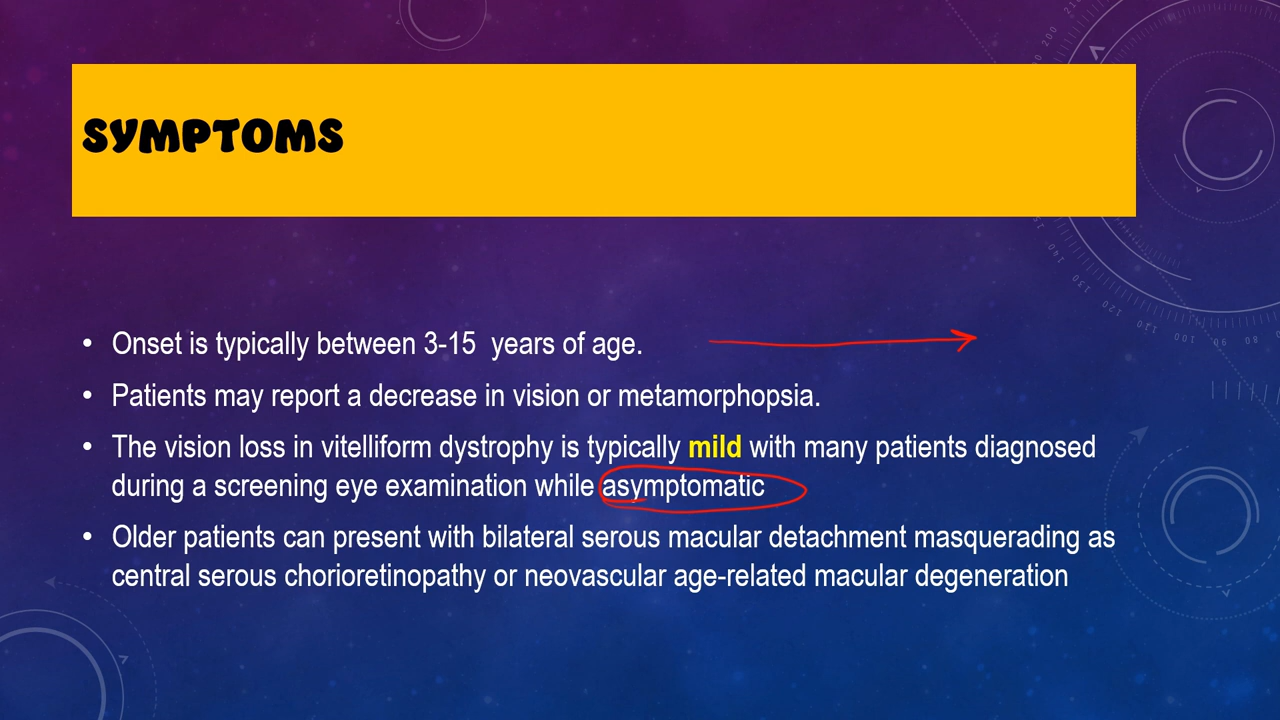 SYMPTOMS
• Onset is typically between 3-15 years of age.
• Patients may report a decrease in vision or metamorphopsia.
• The vision loss in vitelliform dystrophy is typically mild with many patients diagnosed
during a screening eye examination while asymptomatic
• Older patients can present with bilateral serous macular detachment masquerading as
central serous chorioretinopathy or neovascular age-related macular degeneration